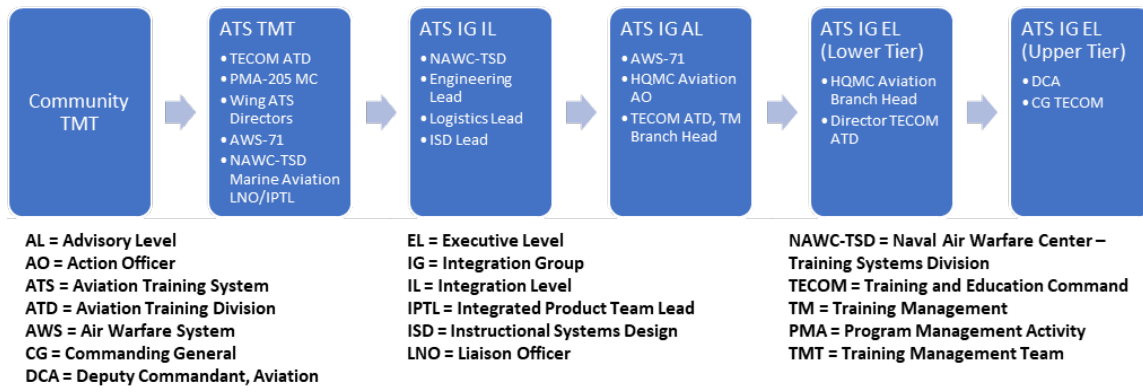 Community
TMT
ATS TMT
• TECOM ATD
• PMA-205 MC
• Wing ATS
Directors
• AWS-71
• NAWC-TSD
Marine Aviation
LNO/IPTL
ATS IG IL
• NAWC-TSD
• Engineering
Lead
• Logistics Lead
• ISD Lead
ATS IG AL
• AWS-71
• HQMC Aviation
AO
• TECOM ATD, TM
Branch Head
ATS IG EL
(Lower Tier)
• HQMC Aviation
Branch Head
• Director TECOM
ATD
ATS IG EL
(Upper Tier)
• DCA
• CG TECOM
AL = Advisory Level
AO = Action Officer
ATS = Aviation Training System
ATD = Aviation Training Division
AWS = Air Warfare System
CG = Commanding General
DCA = Deputy Commandant, Aviation
EL = Executive Level
IG = Integration Group
IL = Integration Level
IPTL = Integrated Product Team Lead
ISD = Instructional Systems Design
LNO = Liaison Officer
NAWC-TSD = Naval Air Warfare Center –
Training Systems Division
TECOM = Training and Education Command
TM = Training Management
PMA = Program Management Activity
TMT = Training Management Team